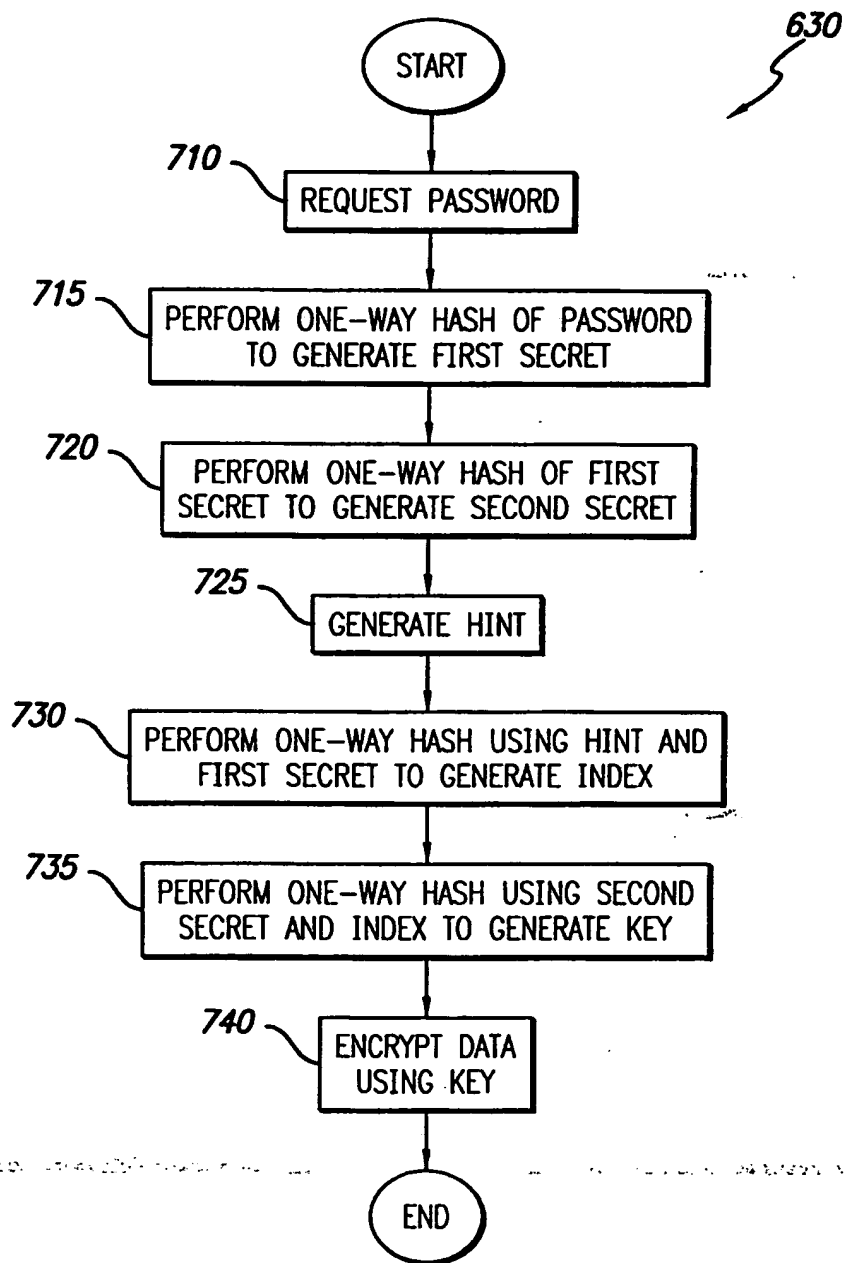 630
START
710
REQUEST PASSWORD
715
PERFORM ONE-WAY HASH OF PASSWORD
TO GENERATE FIRST SECRET
720
PERFORM ONE-WAY HASH OF FIRST
SECRET TO GENERATE SECOND SECRET
725
GENERATE HINT
730
PERFORM ONE-WAY HASH USING HINT AND
FIRST SECRET TO GENERATE INDEX
735
PERFORM ONE-WAY HASH USING SECOND
SECRET AND INDEX TO GENERATE KEY
740
ENCRYPT DATA
USING KEY
END